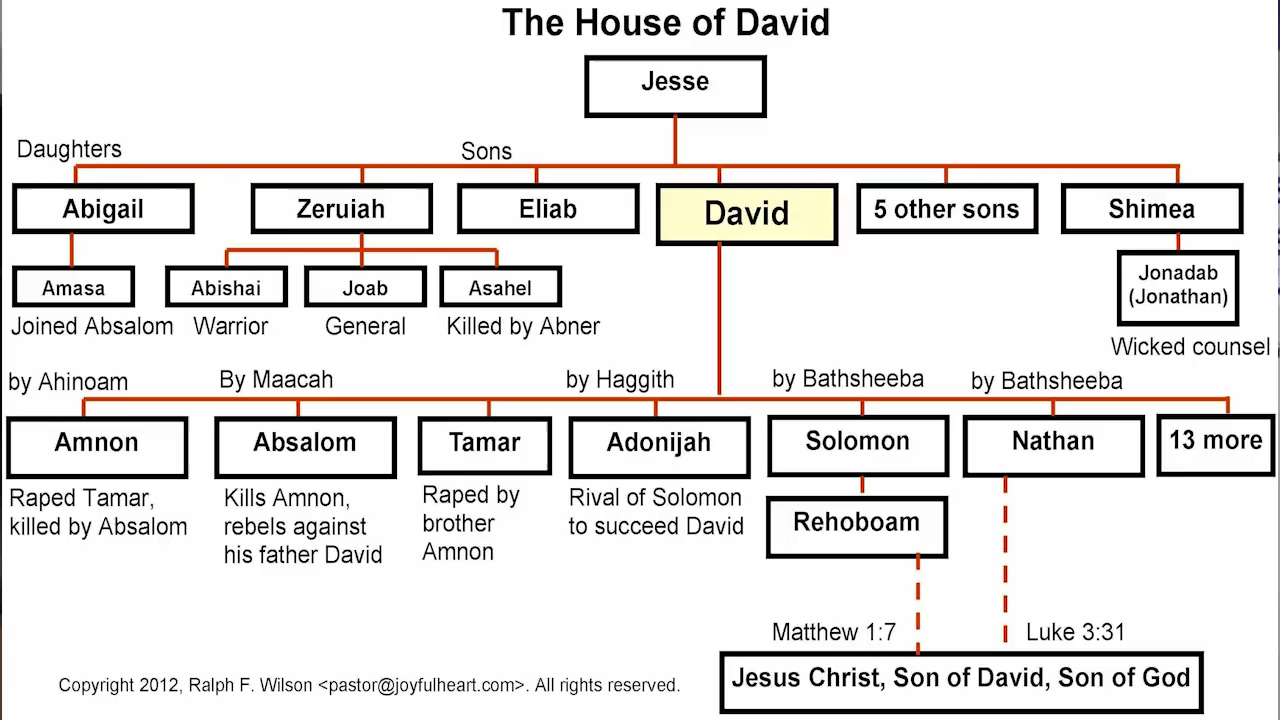 The House of David
Jesse
Daughters
Sons
Abigail
Zeruiah
Eliab
David
5 other sons
Shimea
Amasa
Abishai
Joab
Asahel
Jonadab
(Jonathan)
Joined Absalom
Warrior
General
Killed by Abner
Wicked counsel
by Ahinoam
By Maacah
by Haggith
by Bathsheeba
by Bathsheeba
Amnon
Absalom
Tamar
Adonijah
Solomon
Nathan
13 more
Raped Tamar,
killed by Absalom
Kills Amnon,
rebels against
his father David
Raped by
brother
Amnon
Rival of Solomon
to succeed David
Rehoboam
Matthew 1:7
Luke 3:31
Jesus Christ, Son of David, Son of God
Copyright 2012, Ralph F. Wilson <pastor@joyfulheart.com>. All rights reserved.